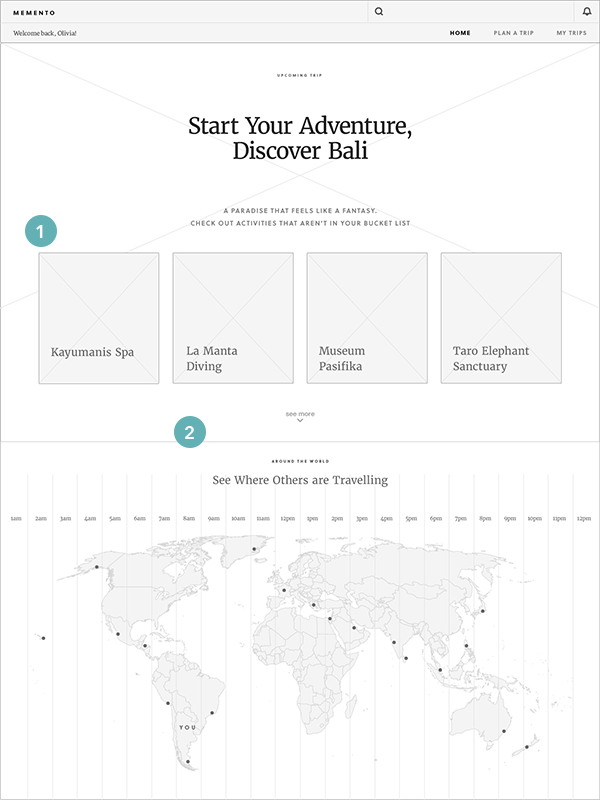 MEMENTO
Welcome back, Olivia!
HOME PLAN A TRIP MY TRIPS
UPCOMING TRIP
Start Your Adventure,
Discover Bali
A PARADISE THAT FEELS LIKE A FANTASY.
CHECK OUT ACTIVITIES THAT AREN'T IN YOUR BUCKET LIST
1
Kayumanis Spa
La Manta
Diving
Museum
Pasifika
Taro Elephant
Sanctuary
see more
2
AROUND THE WORLD
See Where Others are Travelling
1am 2am 3am 4am 5am 6am 7am 8am 9am 10am 11am 12pm 1pm 2pm 3pm 4pm 5pm 6pm 7pm 8pm 9pm 10pm 11pm 12pm
YOU